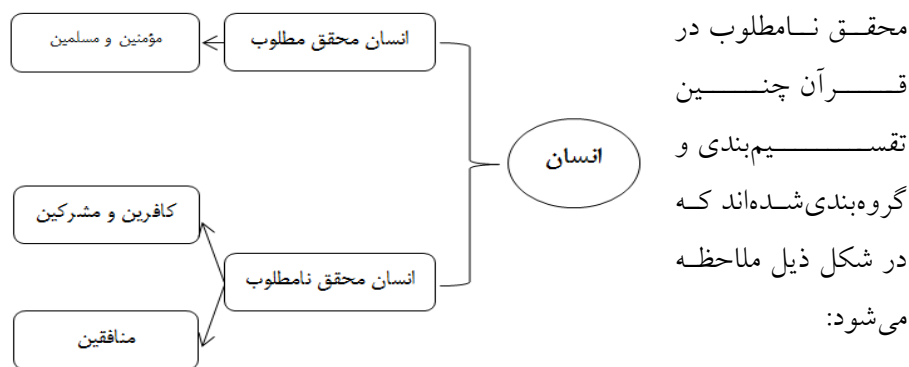 محقق نامطلوب در
قرآن چنین
تقسیم‌بندی و
گروه‌بندی‌شده‌اند که
در شکل ذیل ملاحظه
می‌شود:
انسان
انسان محقق مطلوب
مؤمنین و مسلمین
انسان محقق نامطلوب
کافرین و مشرکین
منافقین